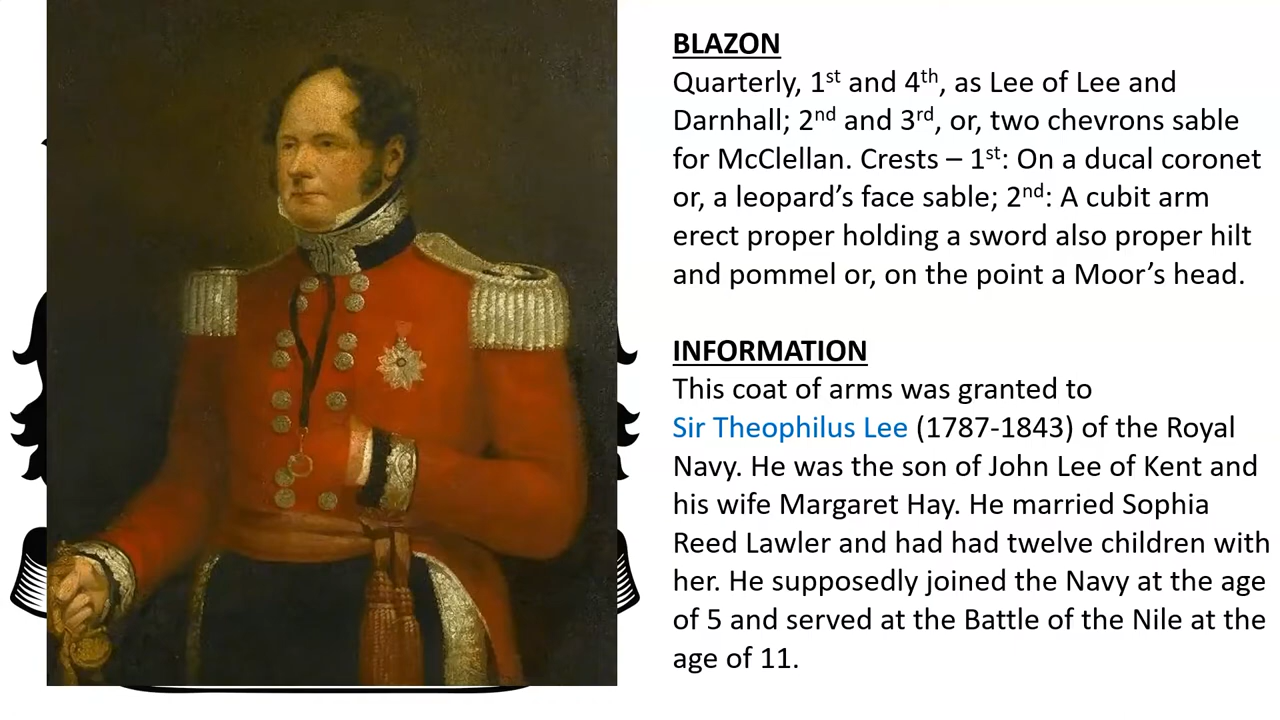 BLAZON
Quarterly, 1st and 4th, as Lee of Lee and
Darnhall; 2nd and 3rd, or, two chevrons sable
for McClellan. Crests – 1st: On a ducal coronet
or, a leopard’s face sable; 2nd: A cubit arm
erect proper holding a sword also proper hilt
and pommel or, on the point a Moor’s head.
INFORMATION
This coat of arms was granted to
Sir Theophilus Lee (1787-1843) of the Royal
Navy. He was the son of John Lee of Kent and
his wife Margaret Hay. He married Sophia
Reed Lawler and had had twelve children with
her. He supposedly joined the Navy at the age
of 5 and served at the Battle of the Nile at the
age of 11.